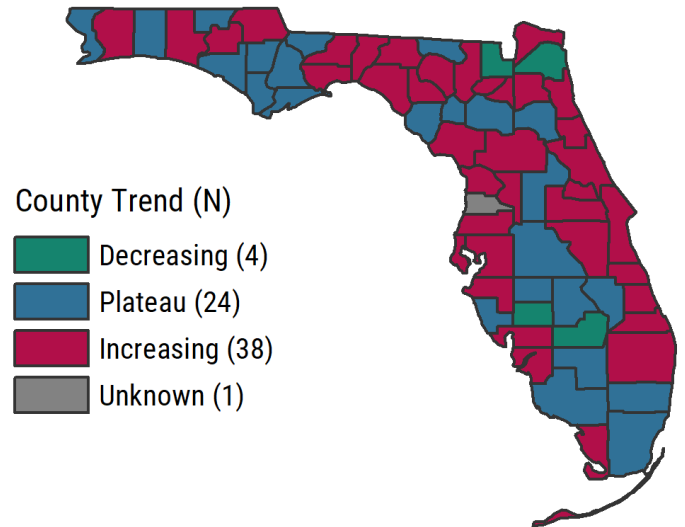 County Trend (N)
Decreasing (4)
Plateau (24)
Increasing (38)
Unknown (1)